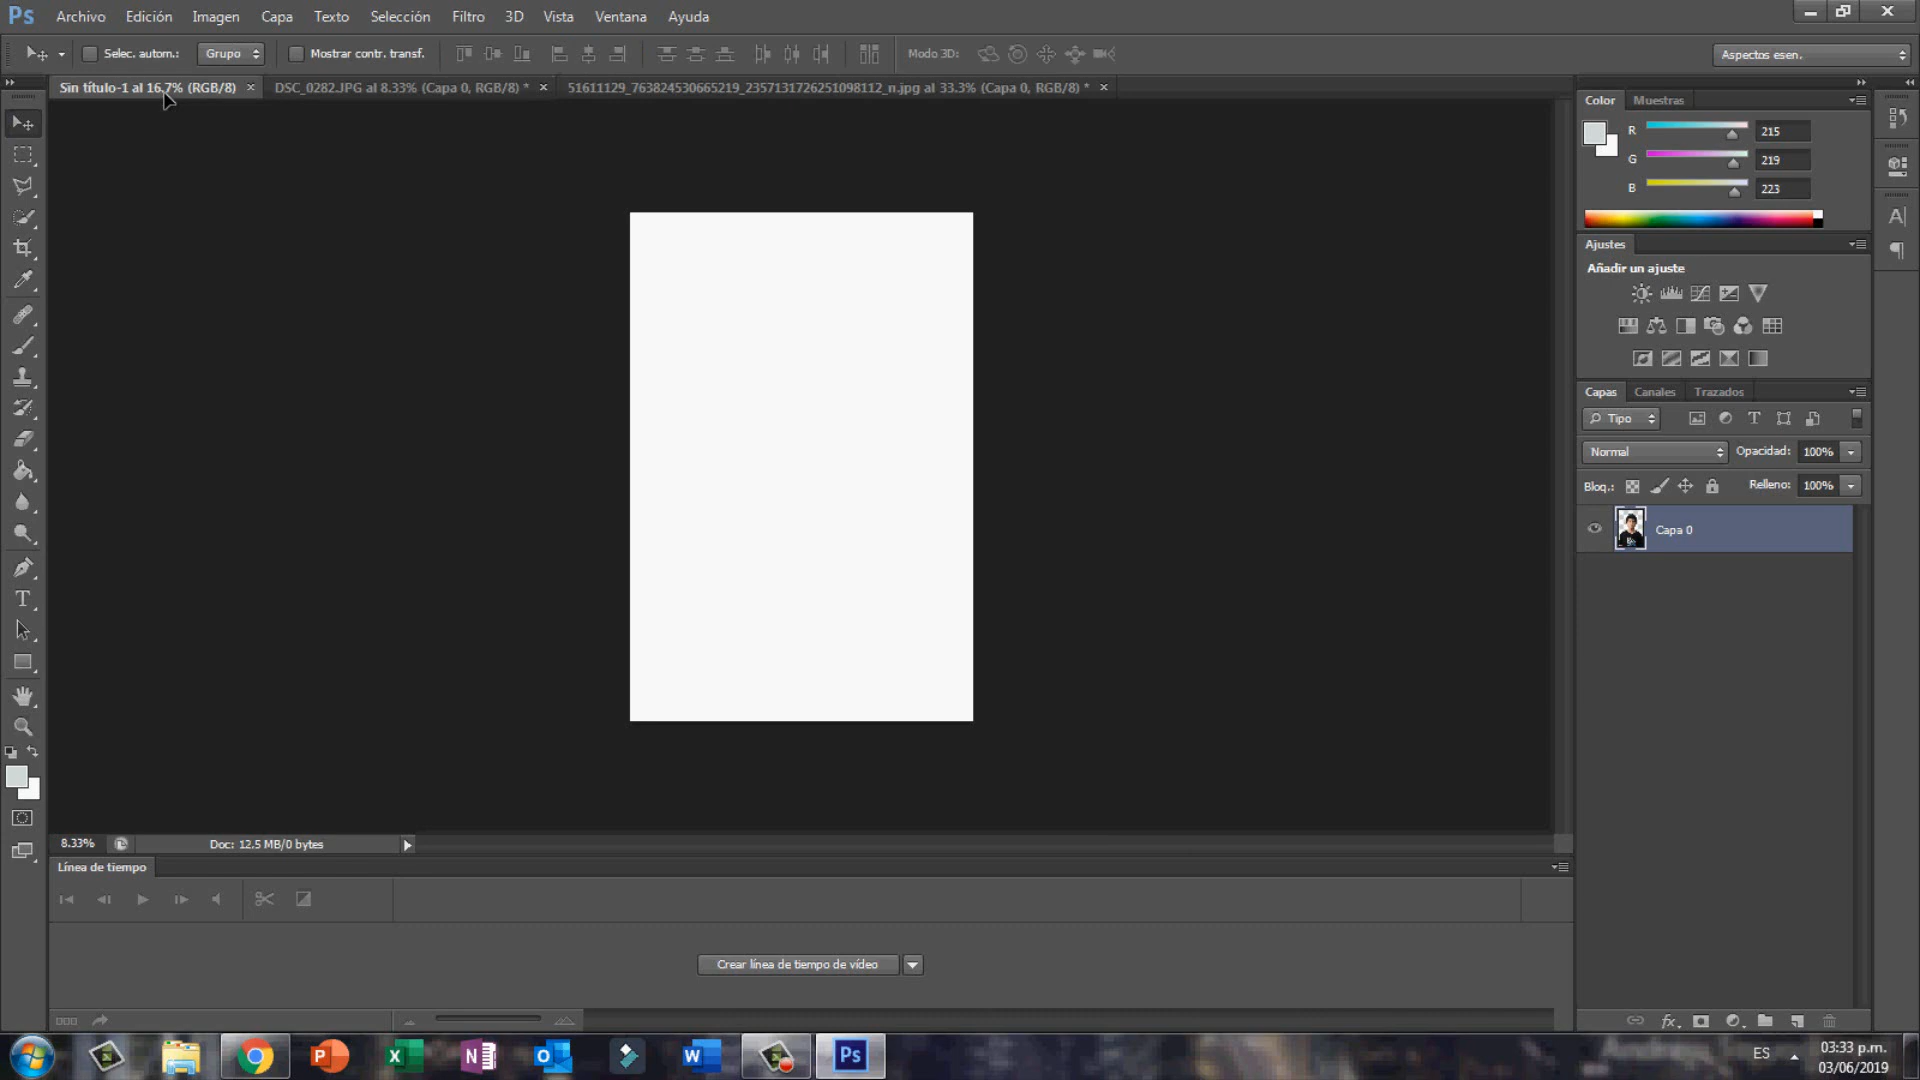 Ps Archivo Edición Imagen Capa Texto Selección Filtro 3D Vista Ventana Ayuda
Selec. autom.: Grupo Mostrar contr. transf. Modo 3D: Aspectos esen.
Sin título-1 al 16.7% (RGB/8) × DSC_0282.JPG al 8.33% (Capa 0, RGB/8) * × 51611129_763824530665219_2357131726251098112_n.jpg al 33.3% (Capa 0, RGB/8) * ×
Color Muestras
R 215
G 219
B 223
Ajustes
Añadir un ajuste
Capas Canales Trazados
Tipo
Normal Opacidad: 100%
Bloq.: Relleno: 100%
Capa 0
8.33% Doc: 12.5 MB/0 bytes
Línea de tiempo
Crear línea de tiempo de vídeo
ES 03:33 p.m.
03/06/2019